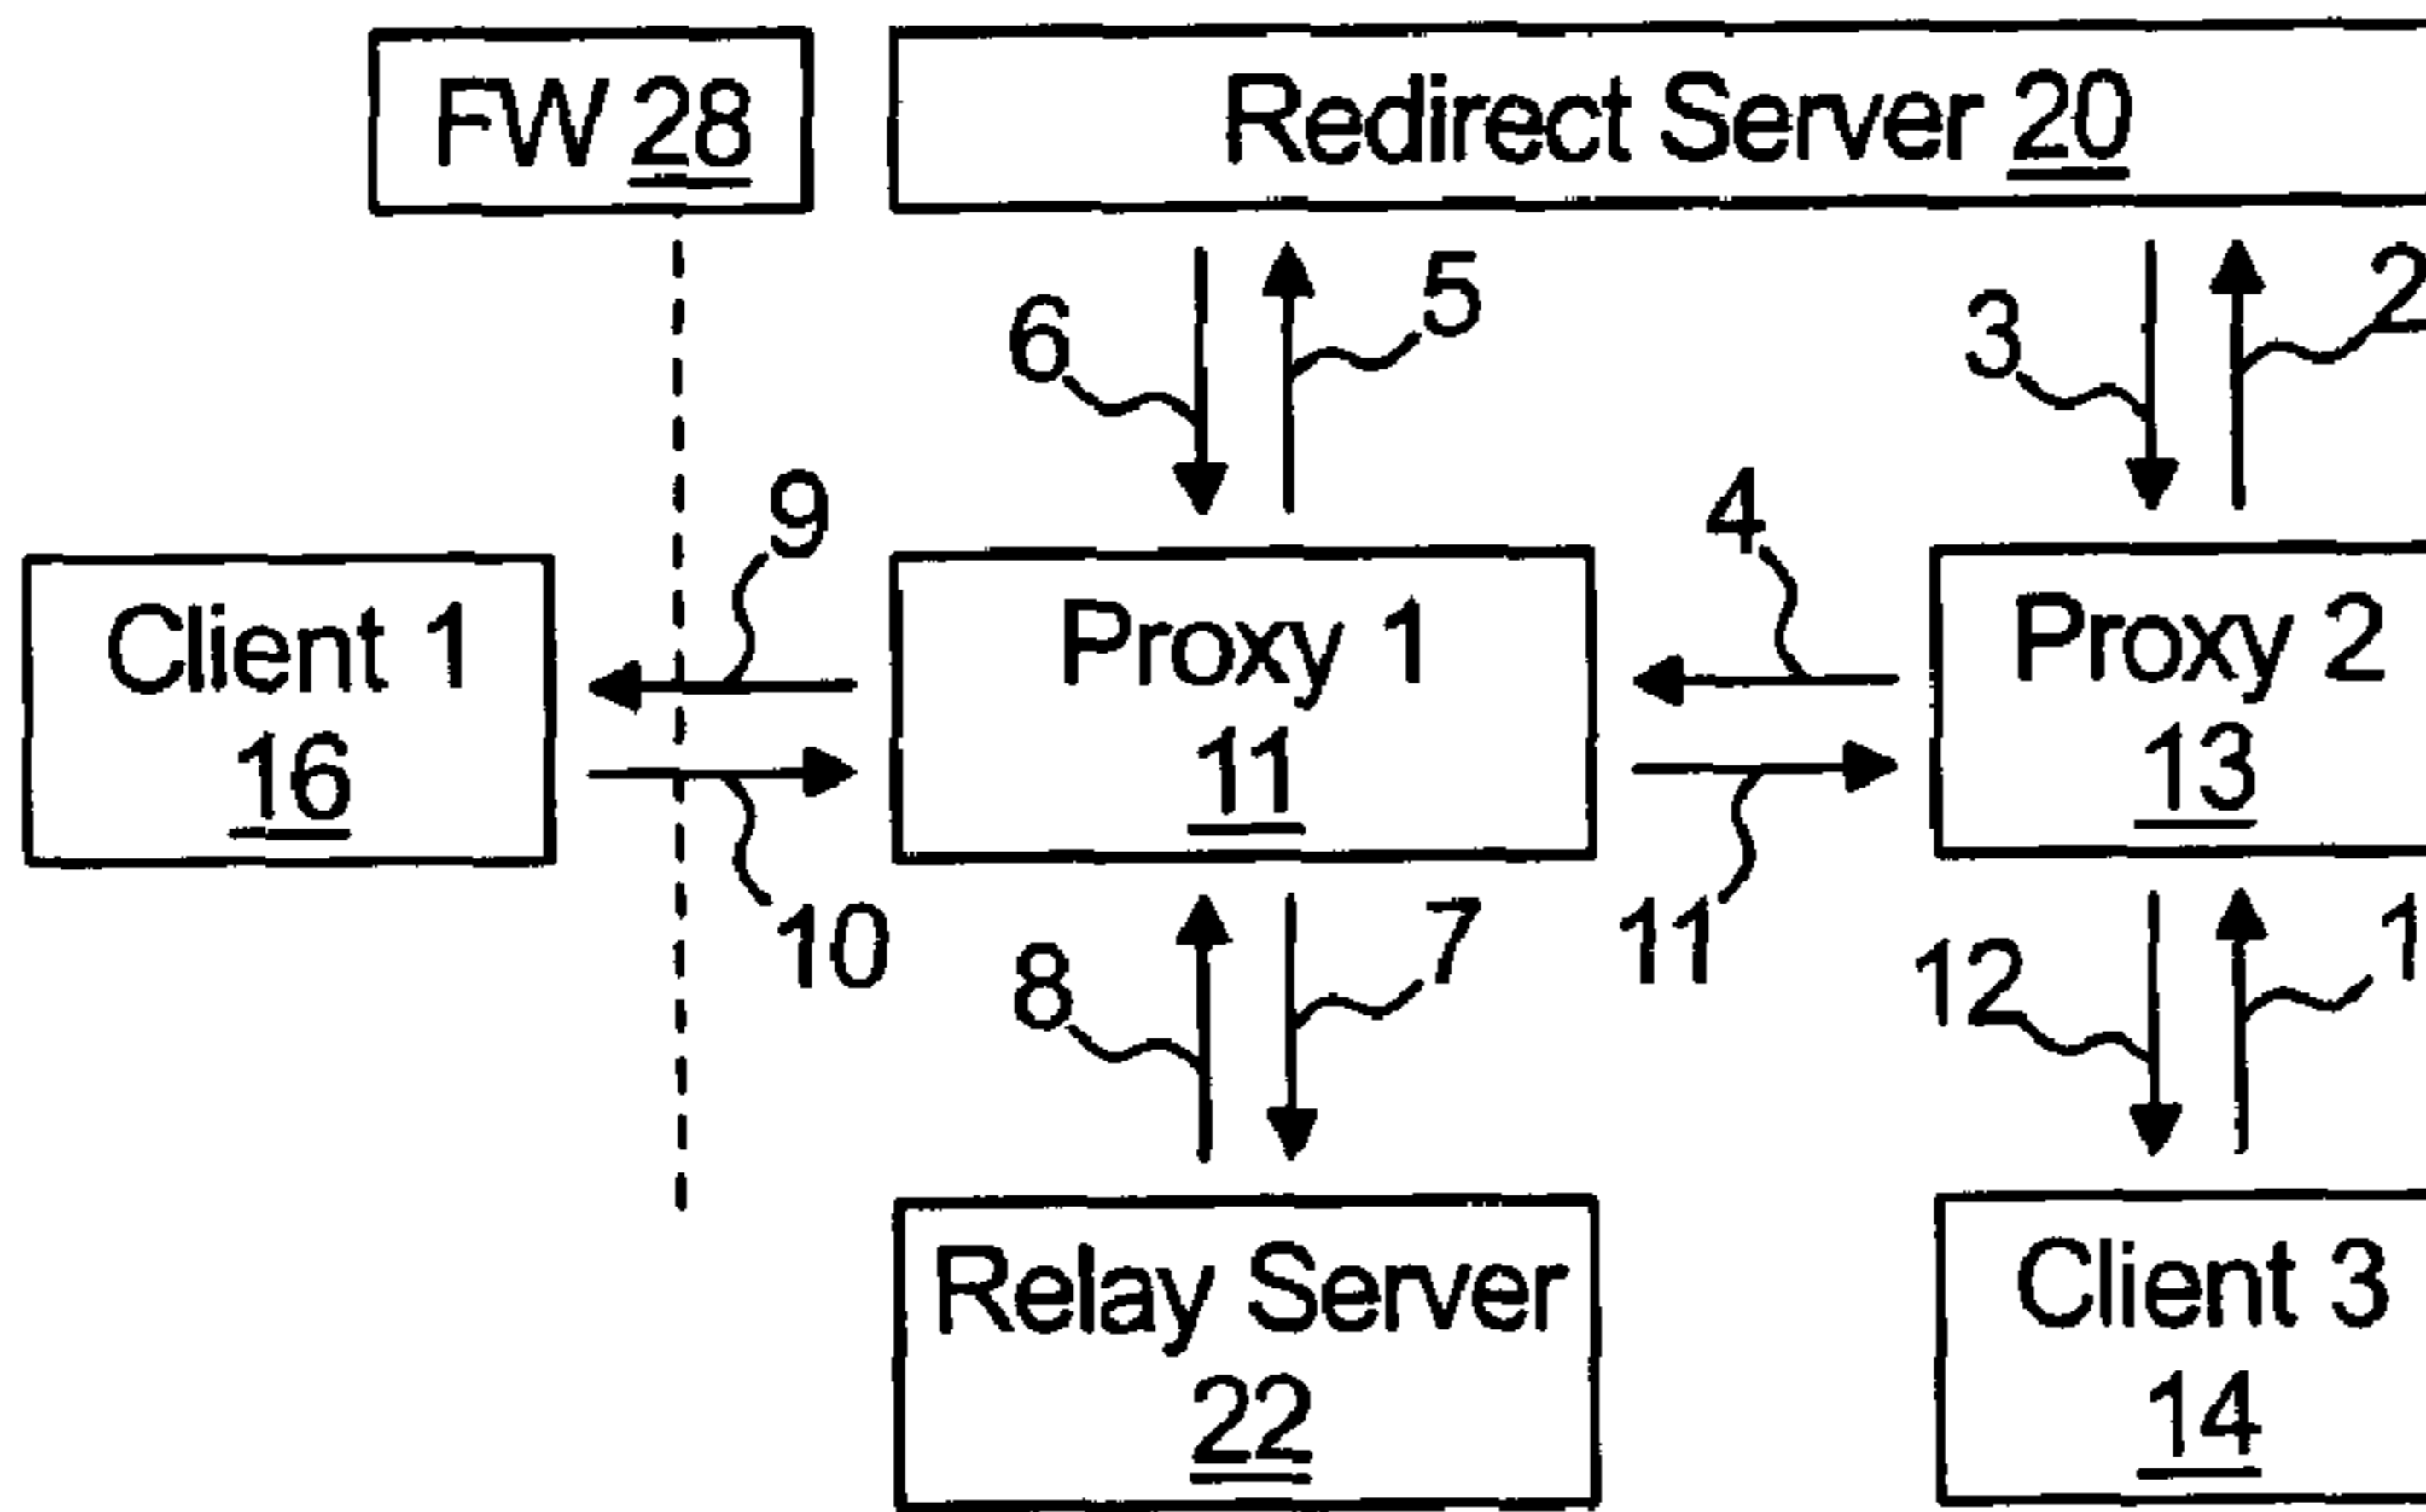 FW 28
Redirect Server 20
6
5
3
2
9
4
Client 1
16
Proxy 1
11
Proxy 2
13
10
8
7
11
12
1
Relay Server
22
Client 3
14